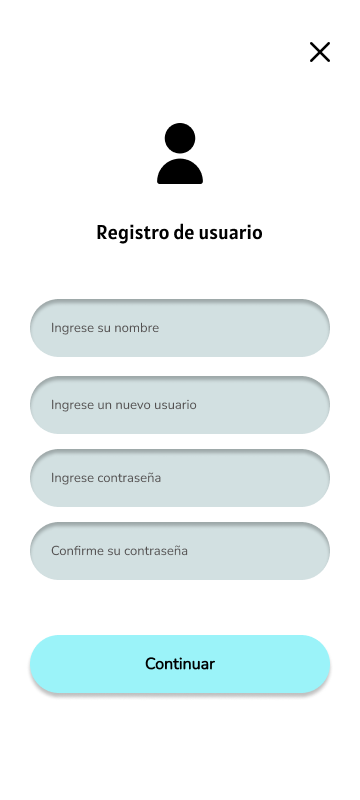 Registro de usuario
Ingrese su nombre
Ingrese un nuevo usuario
Ingrese contraseña
Confirme su contraseña
Continuar